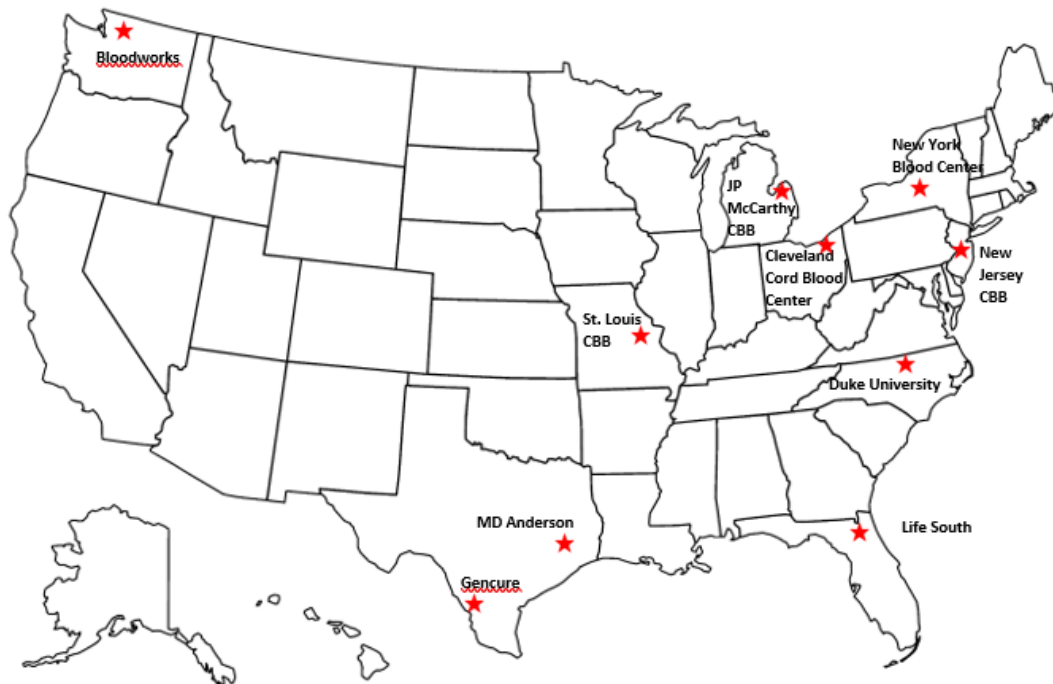 Bloodworks
New York
Blood Center
JP
McCarthy
CBB
Cleveland
Cord Blood
Center
New
Jersey
CBB
St. Louis
CBB
Duke University
MD Anderson
Life South
Gencure